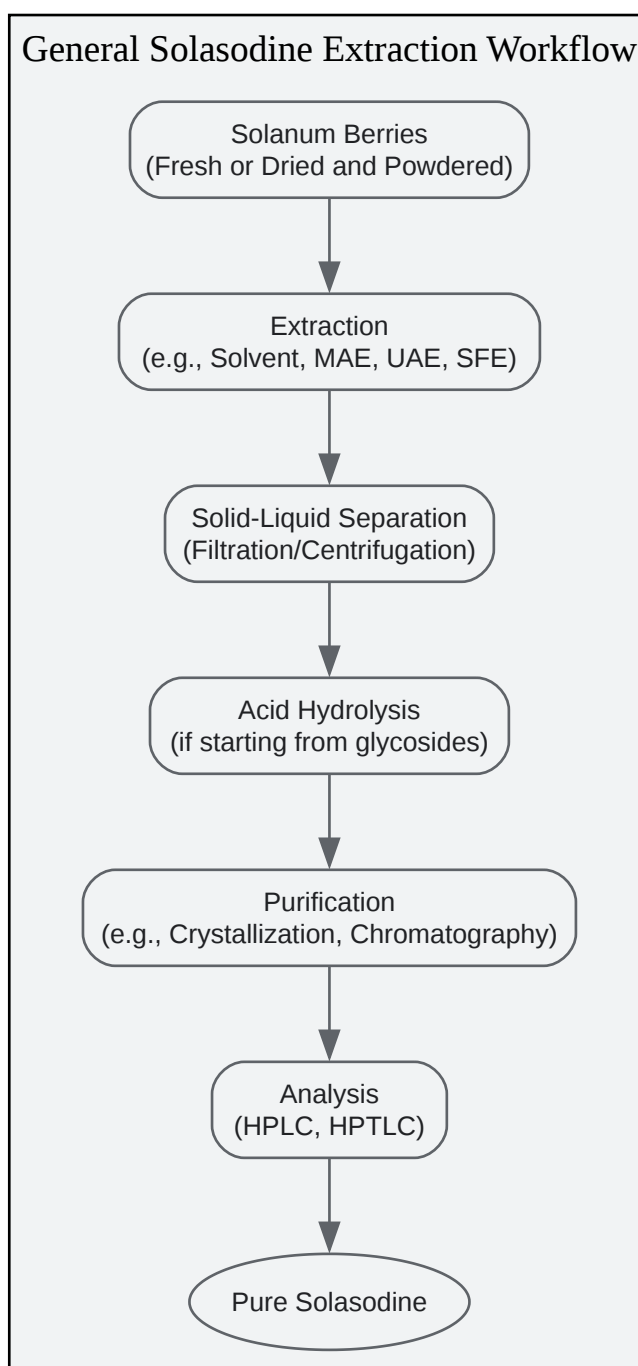 General Solasodine Extraction Workflow
Solanum Berries
(Fresh or Dried and Powdered)
Extraction
(e.g., Solvent, MAE, UAE, SFE)
Solid-Liquid Separation
(Filtration/Centrifugation)
Acid Hydrolysis
(if starting from glycosides)
Purification
(e.g., Crystallization, Chromatography)
Analysis
(HPLC, HPTLC)
Pure Solasodine